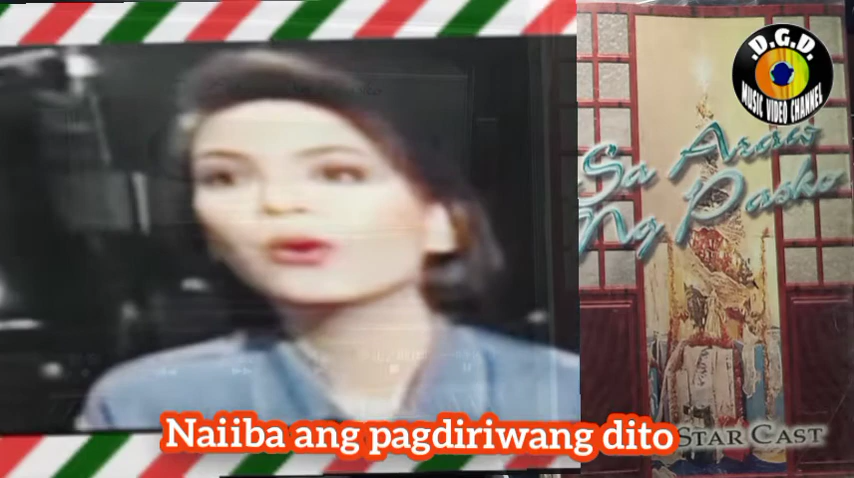 .D.G.D.
MUSIC VIDEO CHANNEL
Sa Araw
Ng Pasko
STAR CAST
Naiiba ang pagdiriwang dito